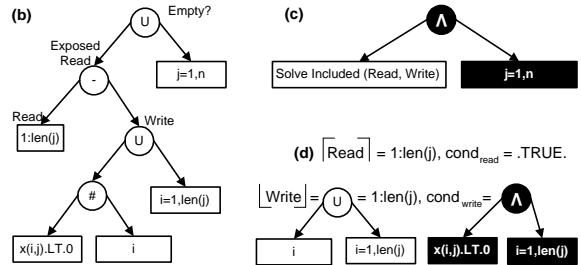 (b)
Empty?
U
Exposed
Read
-
j=1,n
Read
1:len(j)
Write
U
#
i=1,len(j)
x(i,j).LT.0
i
(c)
Λ
Solve Included (Read, Write)
j=1,n
(d) ⌈Read⌉ = 1:len(j), cond_read = .TRUE.
⌊Write⌋ = U = 1:len(j), cond_write = Λ
i
i=1,len(j)
x(i,j).LT.0
i=1,len(j)